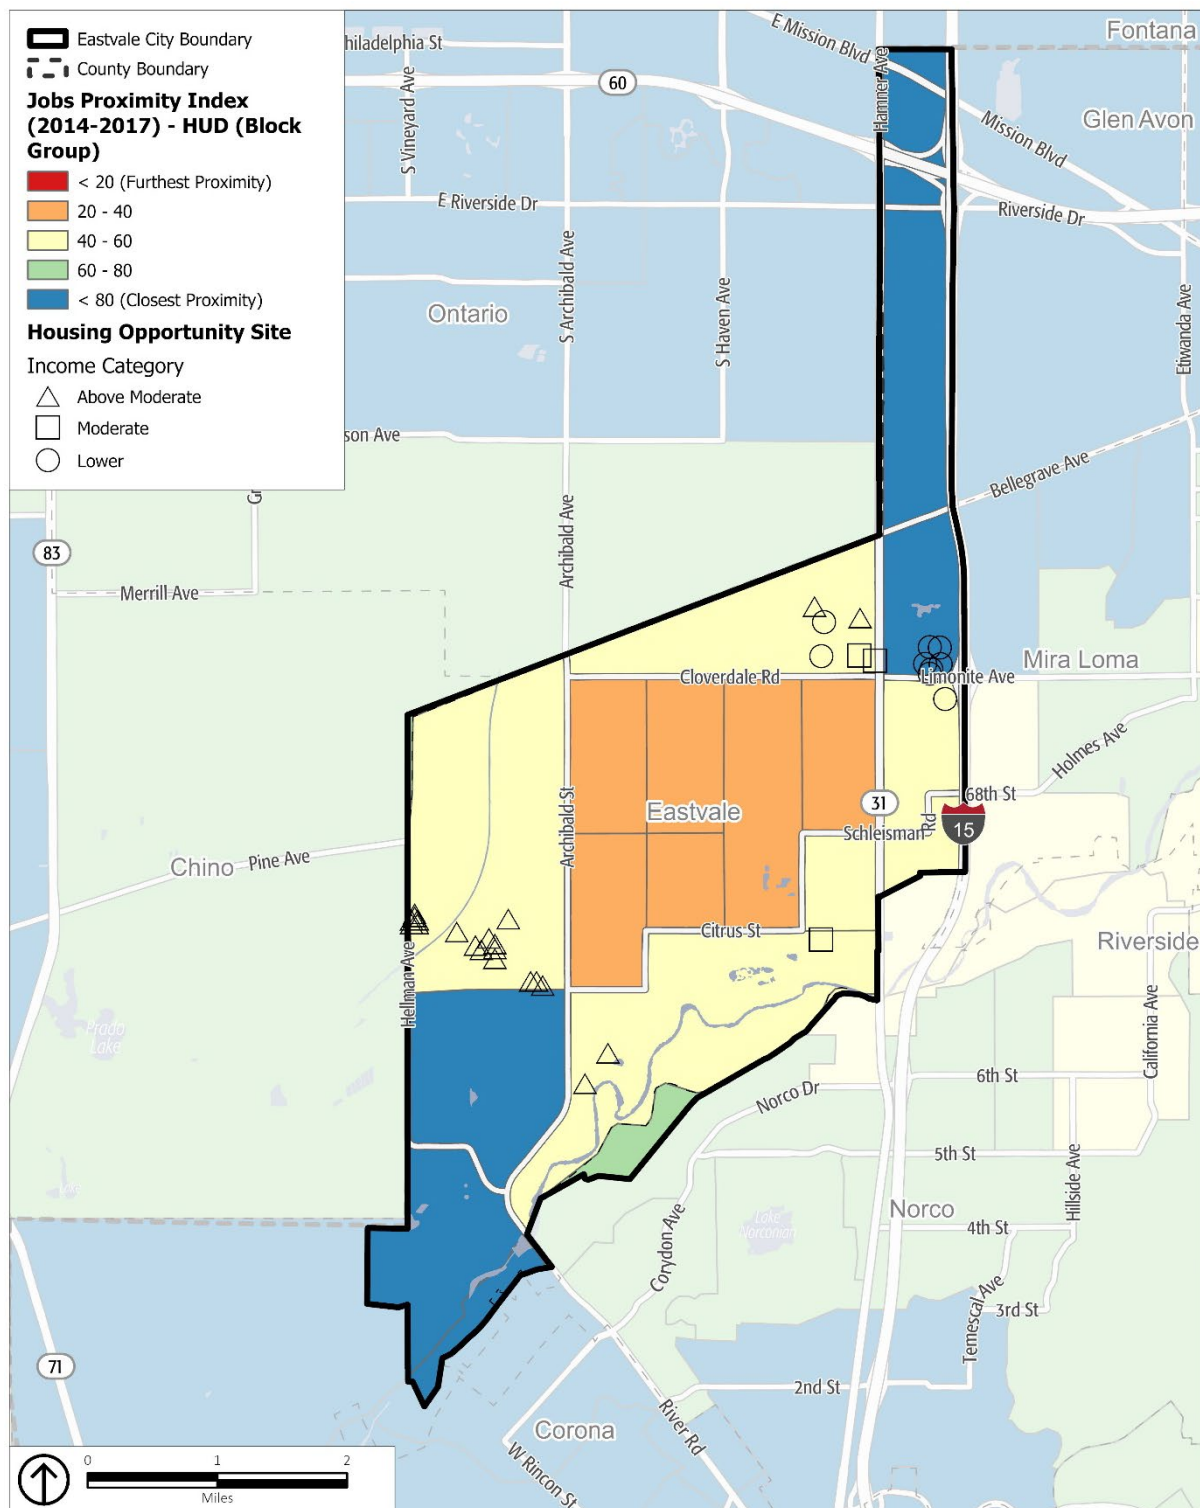 Eastvale City Boundary
County Boundary
Jobs Proximity Index
(2014-2017) - HUD (Block
Group)
< 20 (Furthest Proximity)
20 - 40
40 - 60
60 - 80
< 80 (Closest Proximity)
Housing Opportunity Site
Income Category
Above Moderate
Moderate
Lower
hiladelphia St
S Vineyard Ave
60
E Mission Blvd
Hamner Ave
Fontana
Glen Avon
Mission Blvd
E Riverside Dr
Riverside Dr
S Archibald Ave
S Haven Ave
Etiwanda Ave
Ontario
son Ave
Gr
Bellegrave Ave
Archibald Ave
83
Merrill Ave
Mira Loma
Cloverdale Rd
Limonite Ave
Holmes Ave
68th St
Eastvale
31
Schleisman Rd
15
Archibald St
Chino
Pine Ave
Citrus St
Riverside
Hellman Ave
Prado
Lake
California Ave
6th St
Norco Dr
5th St
Hillside Ave
Norco
4th St
Lake
Norconian
Corydon Ave
Temescal Ave
3rd St
71
2nd St
River Rd
Corona
W Rincon St
0 1 2
Miles